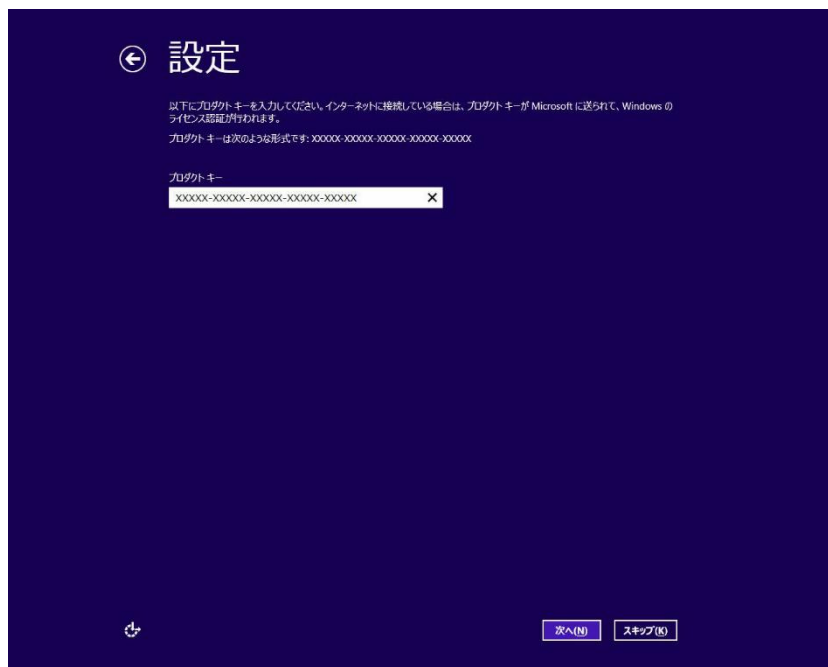 設定
以下にプロダクト キーを入力してください。インターネットに接続している場合は、プロダクト キーが Microsoft に送られて、Windows の
ライセンス認証が行われます。
プロダクト キーは次のような形式です: XXXXX-XXXXX-XXXXX-XXXXX-XXXXX
プロダクト キー
XXXXX-XXXXX-XXXXX-XXXXX-XXXXX
次へ(N) スキップ(K)